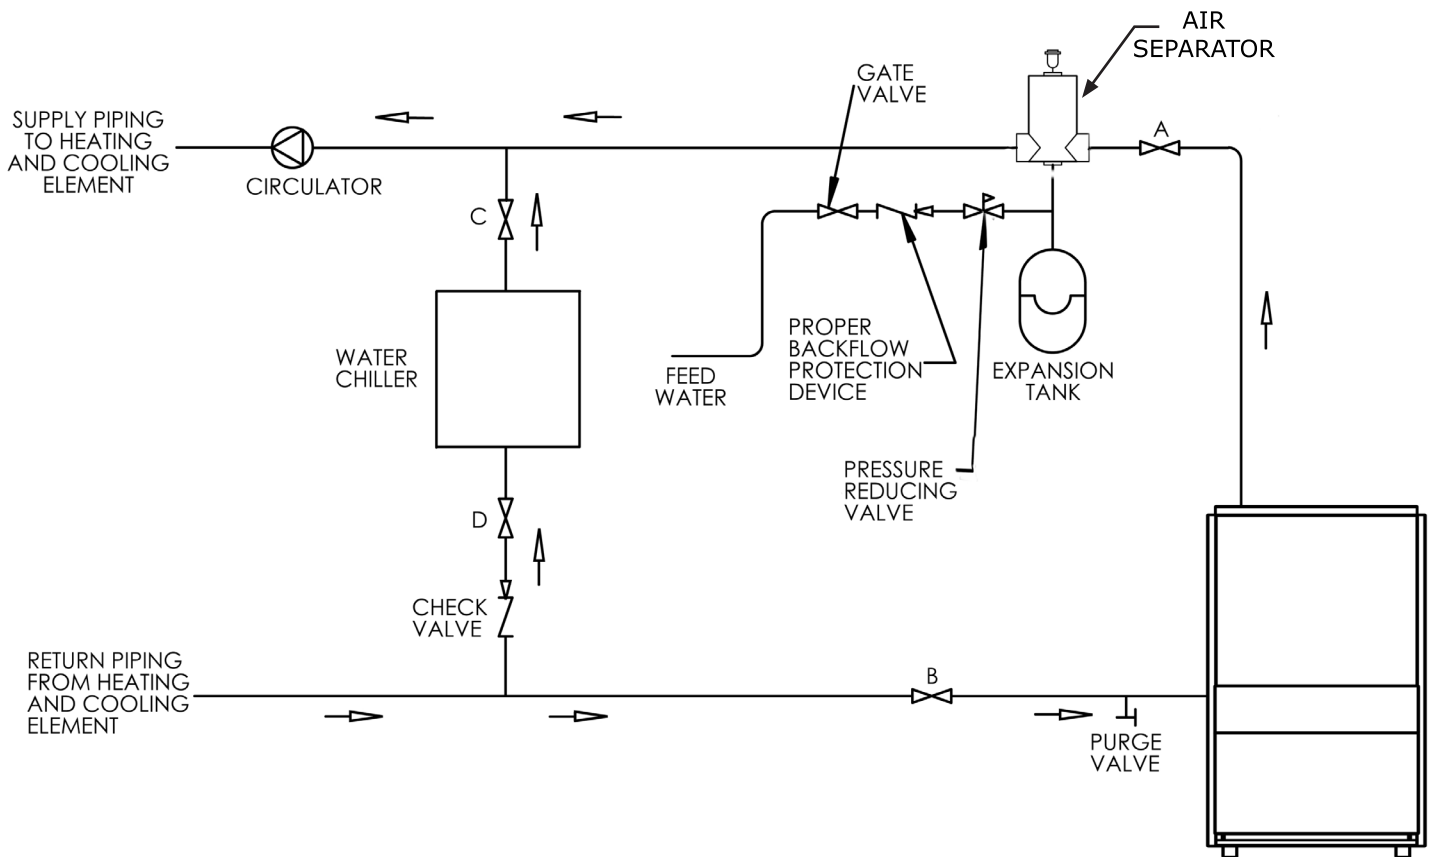 AIR
SEPARATOR
GATE
VALVE
SUPPLY PIPING
TO HEATING
AND COOLING
ELEMENT
CIRCULATOR
A
C
WATER
CHILLER
FEED
WATER
PROPER
BACKFLOW
PROTECTION
DEVICE
EXPANSION
TANK
PRESSURE
REDUCING
VALVE
D
CHECK
VALVE
RETURN PIPING
FROM HEATING
AND COOLING
ELEMENT
B
PURGE
VALVE